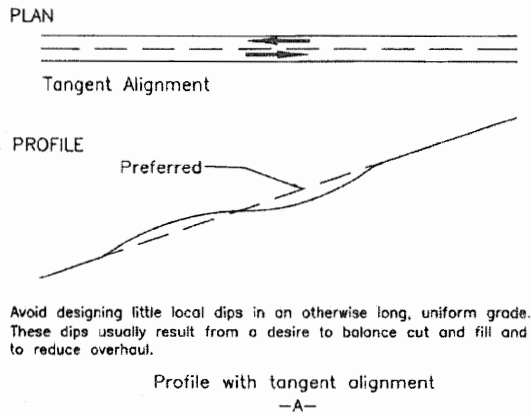 PLAN
Tangent Alignment
PROFILE
Preferred
Avoid designing little local dips in an otherwise long, uniform grade.
These dips usually result from a desire to balance cut and fill and
to reduce overhaul.
Profile with tangent alignment
—A—